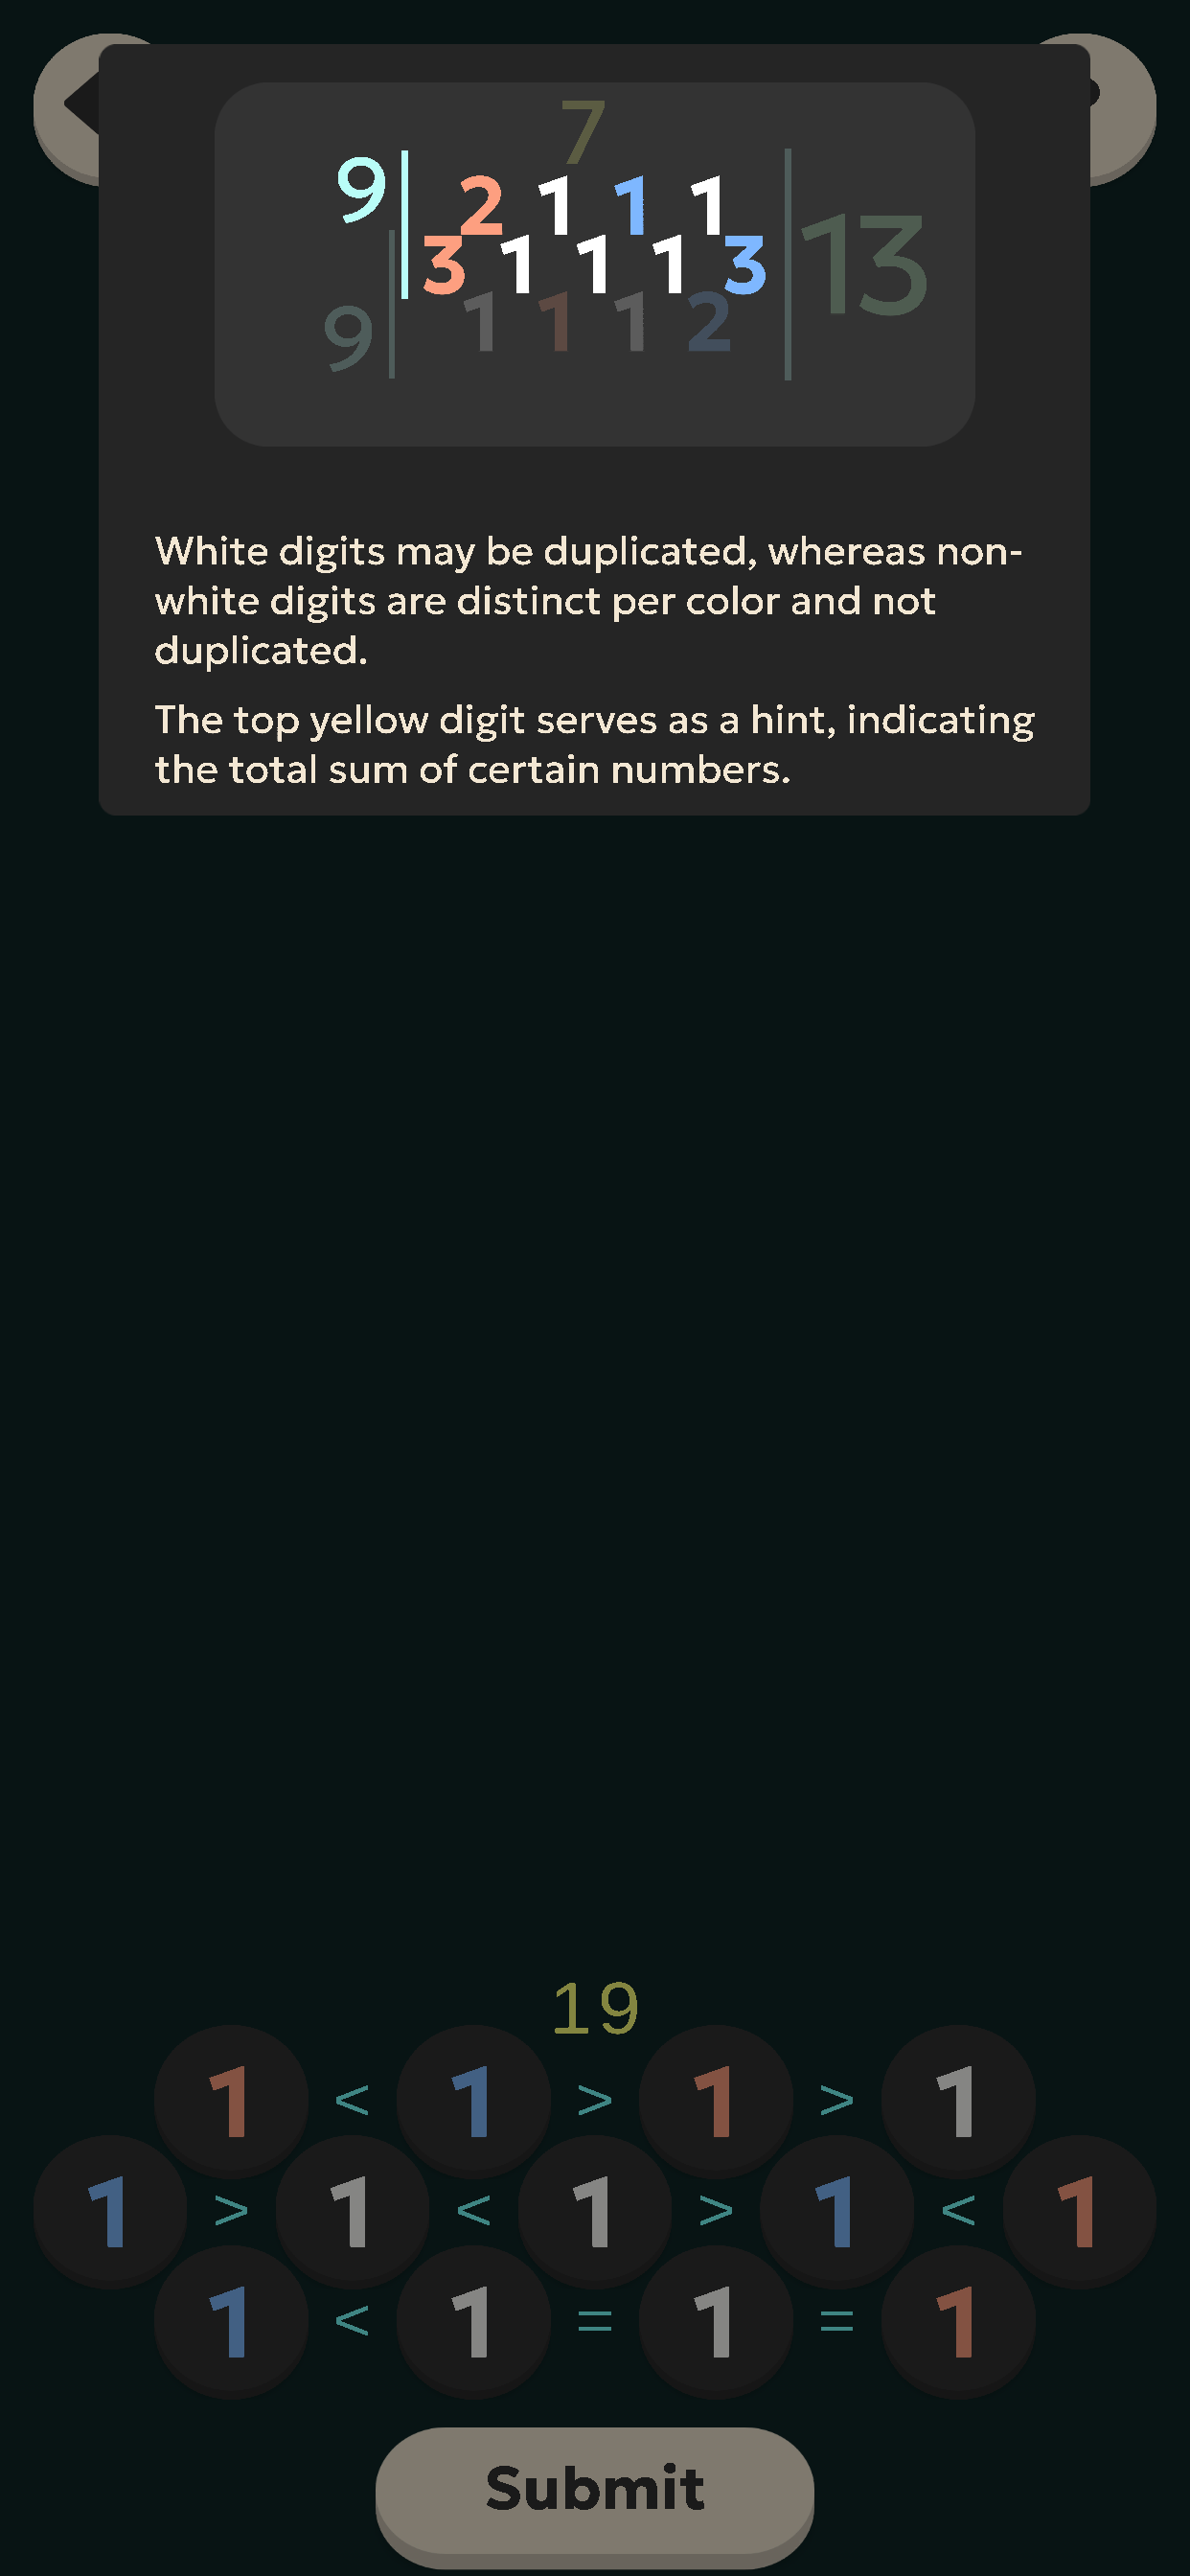 7
9 2 1 1 1
3 1 1 1 3 13
9 1 1 1 2
White digits may be duplicated, whereas non-
white digits are distinct per color and not
duplicated.
The top yellow digit serves as a hint, indicating
the total sum of certain numbers.
19
1 < 1 > 1 > 1
1 > 1 < 1 > 1 < 1
1 < 1 = 1 = 1
Submit